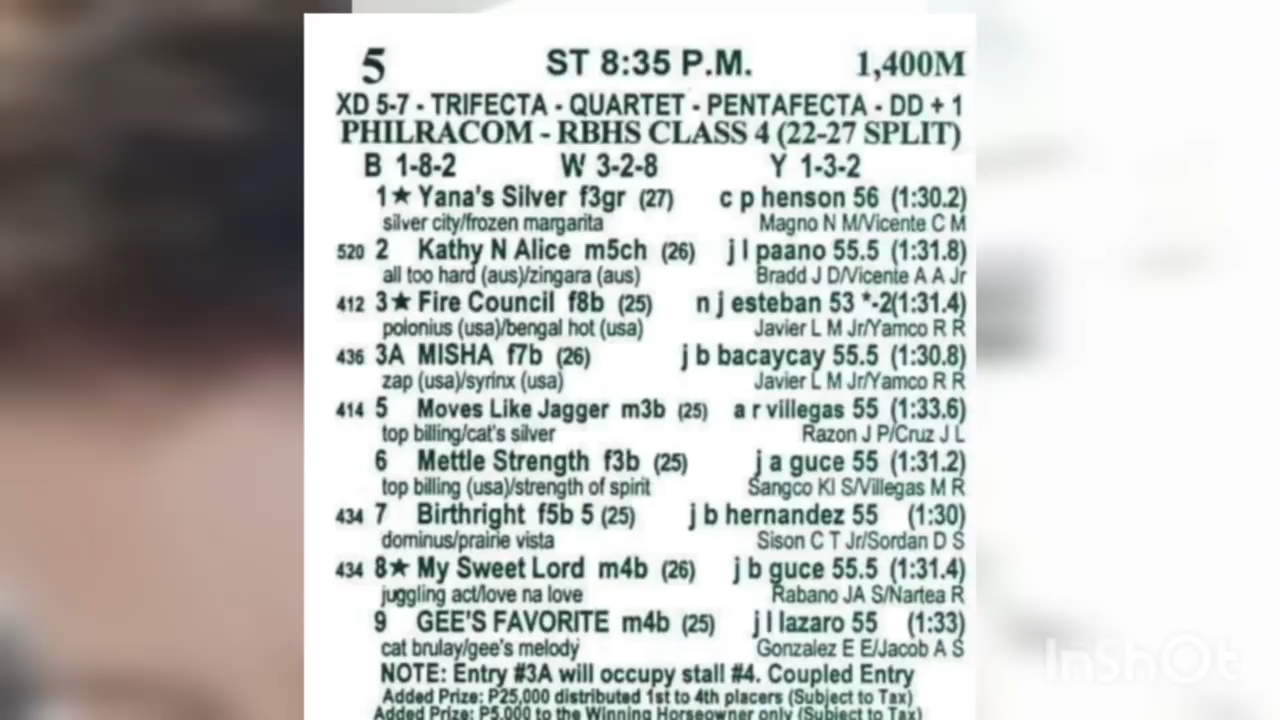 5 ST 8:35 P.M. 1,400M
XD 5-7 - TRIFECTA - QUARTET - PENTAFECTA - DD + 1
PHILRACOM - RBHS CLASS 4 (22-27 SPLIT)
B 1-8-2 W 3-2-8 Y 1-3-2
1★ Yana's Silver f3gr (27) c p henson 56 (1:30.2)
silver city/frozen margarita Magno N M/Vicente C M
520 2 Kathy N Alice m5ch (26) j l paano 55.5 (1:31.8)
all too hard (aus)/zingara (aus) Bradd J D/Vicente A A Jr
412 3★ Fire Council f8b (25) n j esteban 53 *-2(1:31.4)
polonius (usa)/bengal hot (usa) Javier L M Jr/Yamco R R
436 3A MISHA f7b (26) j b bacaycay 55.5 (1:30.8)
zap (usa)/syrinx (usa) Javier L M Jr/Yamco R R
414 5 Moves Like Jagger m3b (25) a r villegas 55 (1:33.6)
top billing/cat's silver Razon J P/Cruz J L
6 Mettle Strength f3b (25) j a guce 55 (1:31.2)
top billing (usa)/strength of spirit Sangco KI S/Villegas M R
434 7 Birthright f5b 5 (25) j b hernandez 55 (1:30)
dominus/prairie vista Sison C T Jr/Sordan D S
434 8★ My Sweet Lord m4b (26) j b guce 55.5 (1:31.4)
juggling act/love na love Rabano JA S/Nartea R
9 GEE'S FAVORITE m4b (25) j l lazaro 55 (1:33)
cat brulay/gee's melody Gonzalez E E/Jacob A S
NOTE: Entry #3A will occupy stall #4. Coupled Entry
Added Prize: P25,000 distributed 1st to 4th placers (Subject to Tax)
Added Prize: P5,000 to the Winning Horseowner only (Subject to Tax)
InShOt